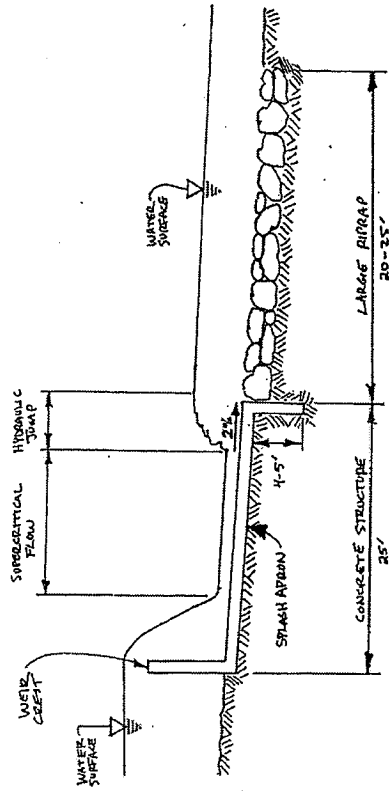 WATER
SURFACE
WEIR
CREST
SUPERCRITICAL
FLOW
HYDRAULIC
JUMP
WATER
SURFACE
2%
4-5'
SPLASH APRON
CONCRETE STRUCTURE
25'
LARGE RIPRAP
20-25'